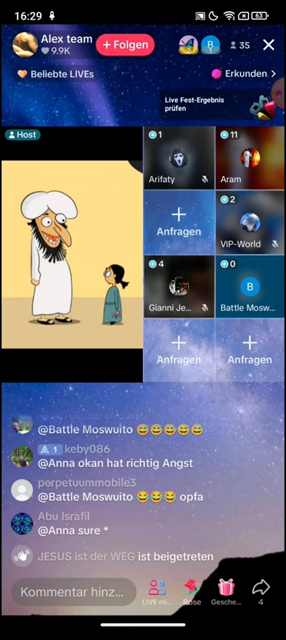 16:29
63
Alex team
9.9K
+ Folgen
B
35
Beliebte LIVEs
Erkunden >
Live Fest-Ergebnis
prüfen
Host
1
Arifaty
11
Aram
Anfragen
2
VIP-World
4
Gianni Je...
B
0
Battle Mosw...
Anfragen
Anfragen
@Battle Moswuito 😅😅😅😅😅
1 keby086
@Anna okan hat richtig Angst
perpetuummobile3
@Battle Moswuito 😂😂😂 opfa
Abu Israfil
@Anna sure *
JESUS ist der WEG ist beigetreten
Kommentar hinz...
LIVE mi...
Rose
Gesche...
4